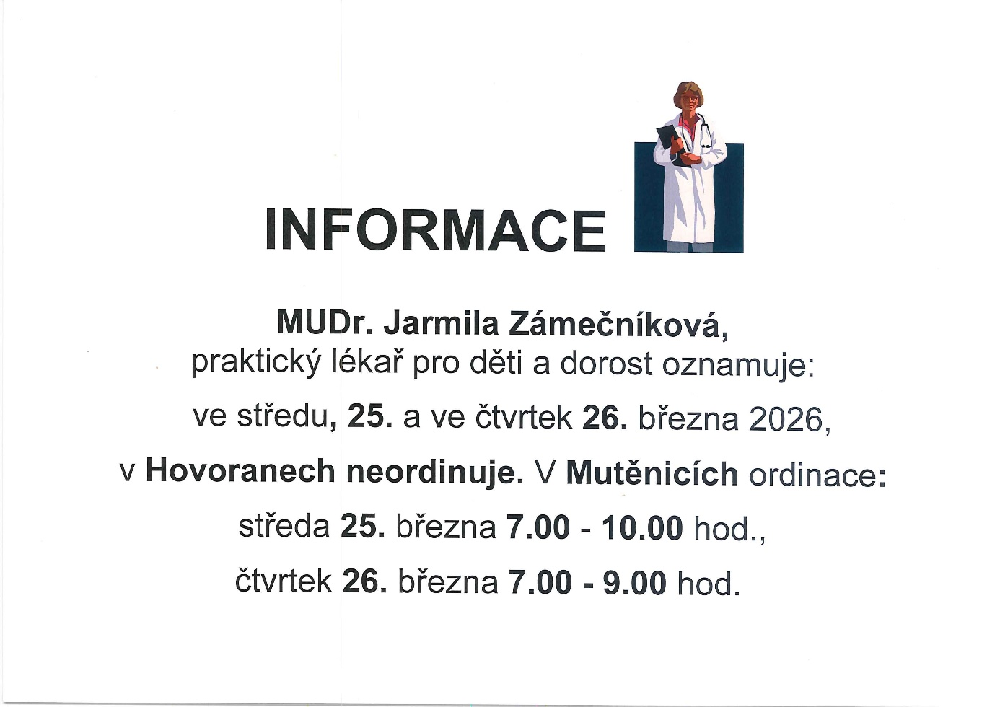 INFORMACE
MUDr. Jarmila Zámečníková,
praktický lékař pro děti a dorost oznamuje:
ve středu, 25. a ve čtvrtek 26. března 2026,
v Hovoranech neordinuje. V Mutěnicích ordinace:
středa 25. března 7.00 - 10.00 hod.,
čtvrtek 26. března 7.00 - 9.00 hod.